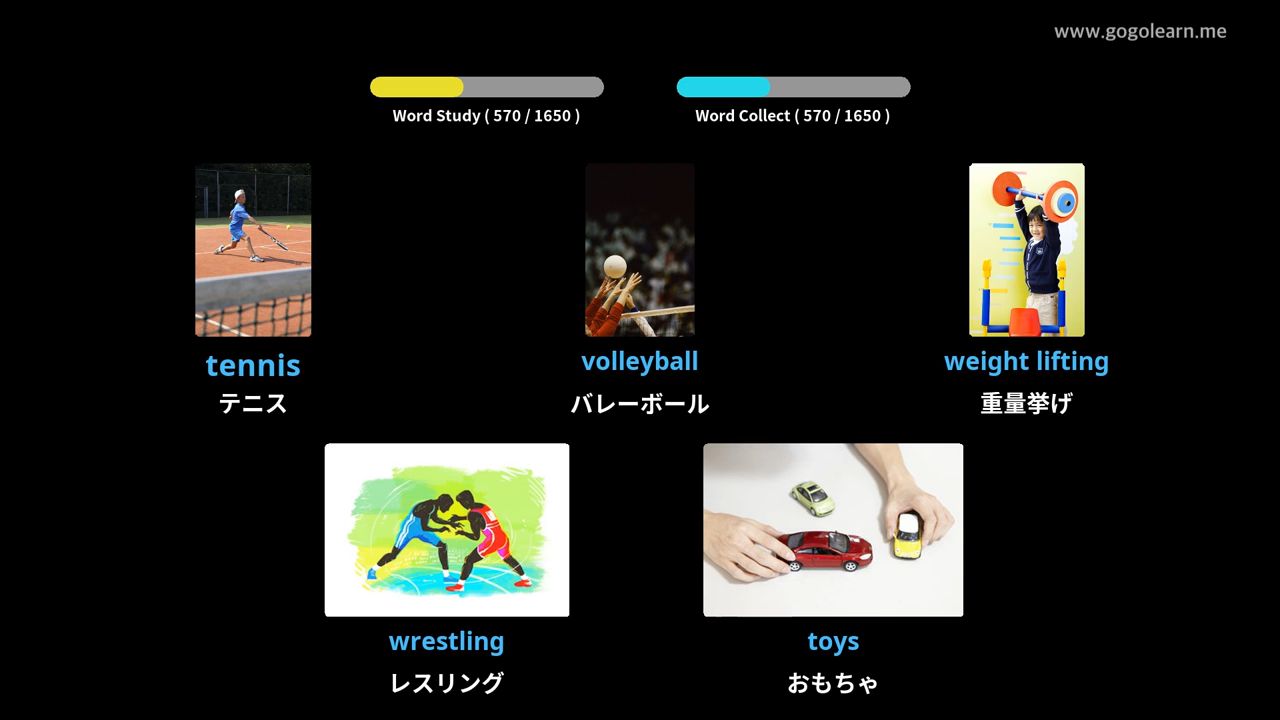 www.gogolearn.me
Word Study ( 570 / 1650 )
Word Collect ( 570 / 1650 )
tennis
テニス
volleyball
バレーボール
weight lifting
重量挙げ
wrestling
レスリング
toys
おもちゃ